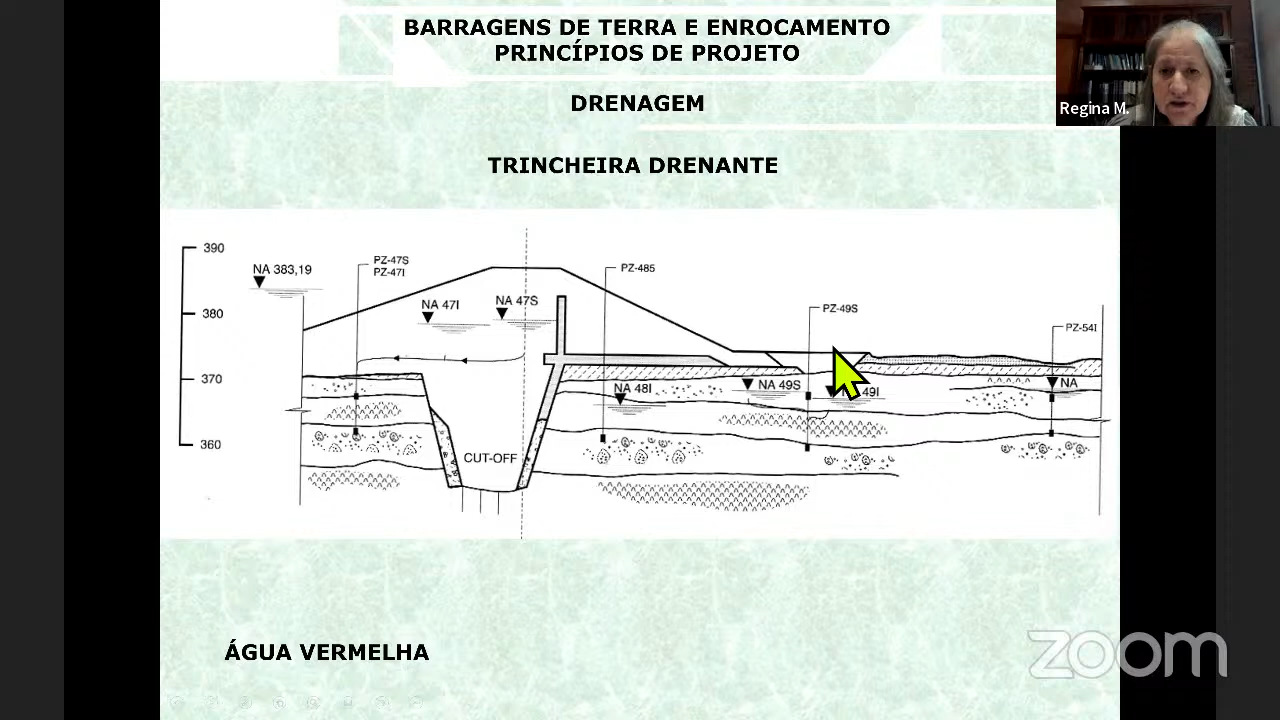 BARRAGENS DE TERRA E ENROCAMENTO
PRINCÍPIOS DE PROJETO
Regina M.
DRENAGEM
TRINCHEIRA DRENANTE
390
380
370
360
NA 383,19
PZ-47S
PZ-47I
NA 47I
NA 47S
PZ-485
PZ-49S
PZ-54I
NA 48I
NA 49S
49I
NA
CUT-OFF
ÁGUA VERMELHA
zoom